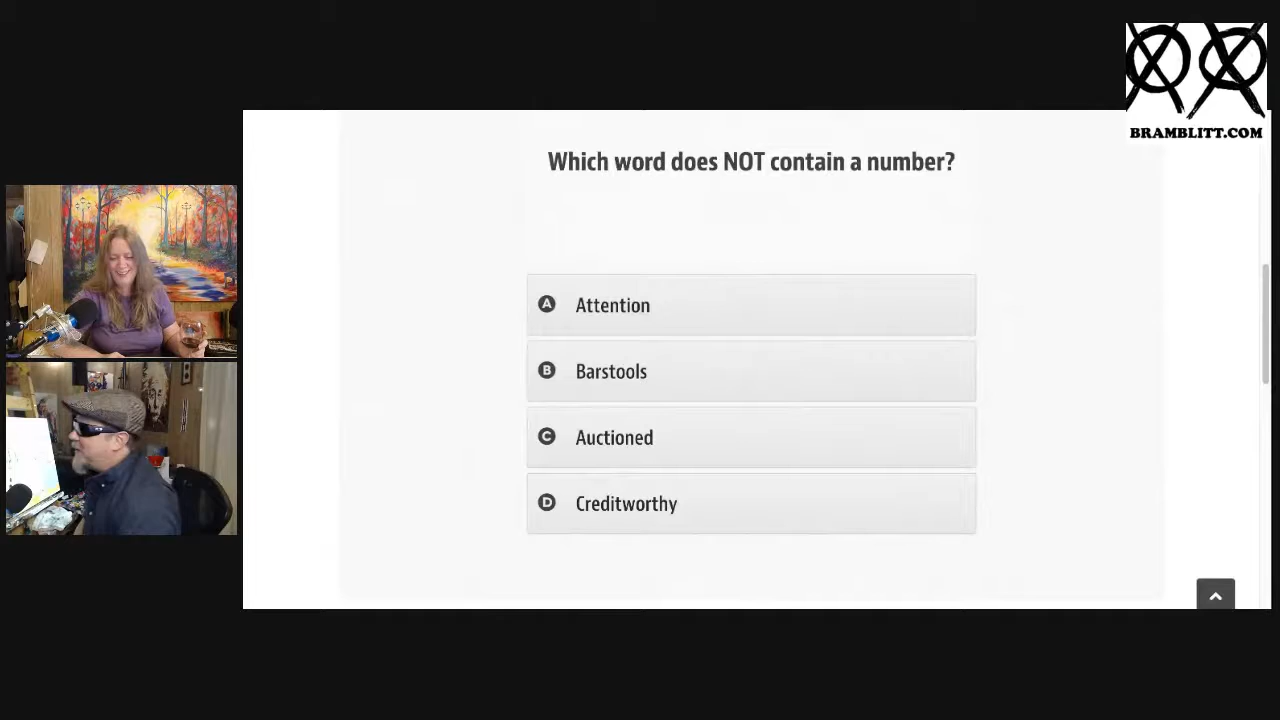 BRAMBLITT.COM
Which word does NOT contain a number?
A Attention
B Barstools
C Auctioned
D Creditworthy